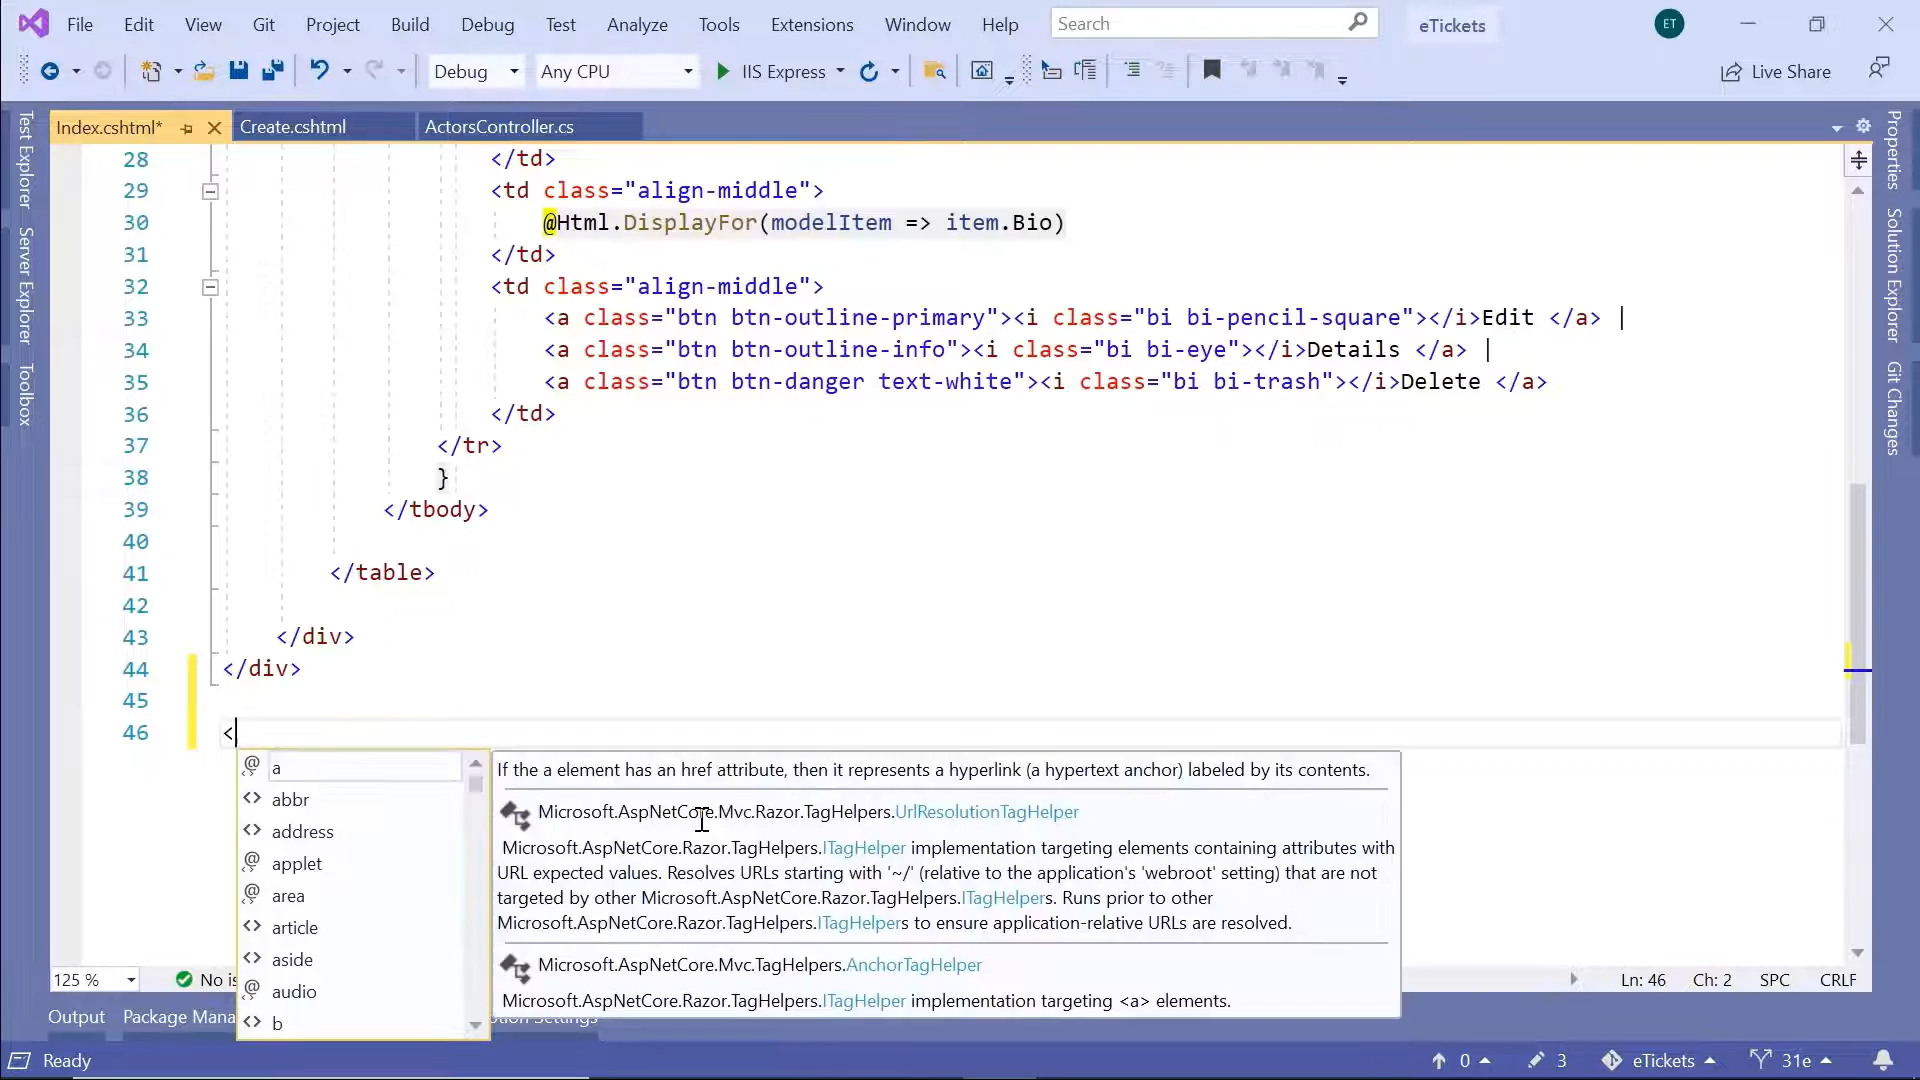 File Edit View Git Project Build Debug Test Analyze Tools Extensions Window Help Search eTickets ET
Debug Any CPU IIS Express Live Share
Index.cshtml* Create.cshtml ActorsController.cs
Test Explorer
Server Explorer
Toolbox
28 </td>
29 <td class="align-middle">
30 @Html.DisplayFor(modelItem => item.Bio)
31 </td>
32 <td class="align-middle">
33 <a class="btn btn-outline-primary"><i class="bi bi-pencil-square"></i>Edit </a> |
34 <a class="btn btn-outline-info"><i class="bi bi-eye"></i>Details </a> |
35 <a class="btn btn-danger text-white"><i class="bi bi-trash"></i>Delete </a>
36 </td>
37 </tr>
38 }
39 </tbody>
40
41 </table>
42
43 </div>
44 </div>
45
46 <
a
abbr
address
applet
area
article
aside
audio
b
If the a element has an href attribute, then it represents a hyperlink (a hypertext anchor) labeled by its contents.
Microsoft.AspNetCore.Mvc.Razor.TagHelpers.UrlResolutionTagHelper
Microsoft.AspNetCore.Razor.TagHelpers.ITagHelper implementation targeting elements containing attributes with
URL expected values. Resolves URLs starting with '~/' (relative to the application's 'webroot' setting) that are not
targeted by other Microsoft.AspNetCore.Razor.TagHelpers.ITagHelpers. Runs prior to other
Microsoft.AspNetCore.Razor.TagHelpers.ITagHelpers to ensure application-relative URLs are resolved.
Microsoft.AspNetCore.Mvc.TagHelpers.AnchorTagHelper
Microsoft.AspNetCore.Razor.TagHelpers.ITagHelper implementation targeting <a> elements.
Properties
Solution Explorer
Git Changes
125 % No Ln: 46 Ch: 2 SPC CRLF
Output Package Settings
Ready 0 3 eTickets 31e